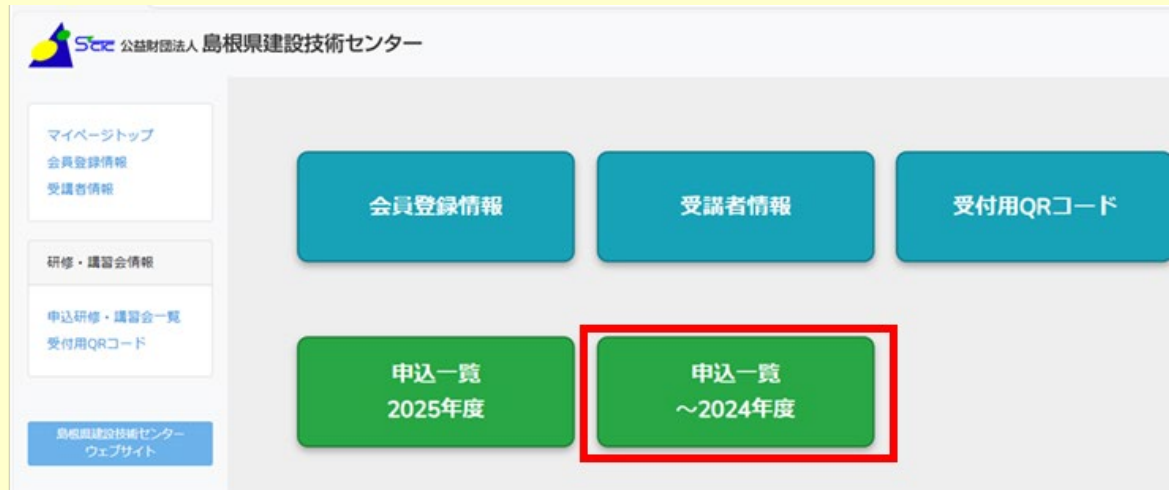 Scrc 公益財団法人 島根県建設技術センター
マイページトップ
会員登録情報
受講者情報
研修・講習会情報
申込研修・講習会一覧
受付用QRコード
島根県建設技術センター
ウェブサイト
会員登録情報
受講者情報
受付用QRコード
申込一覧
2025年度
申込一覧
～2024年度